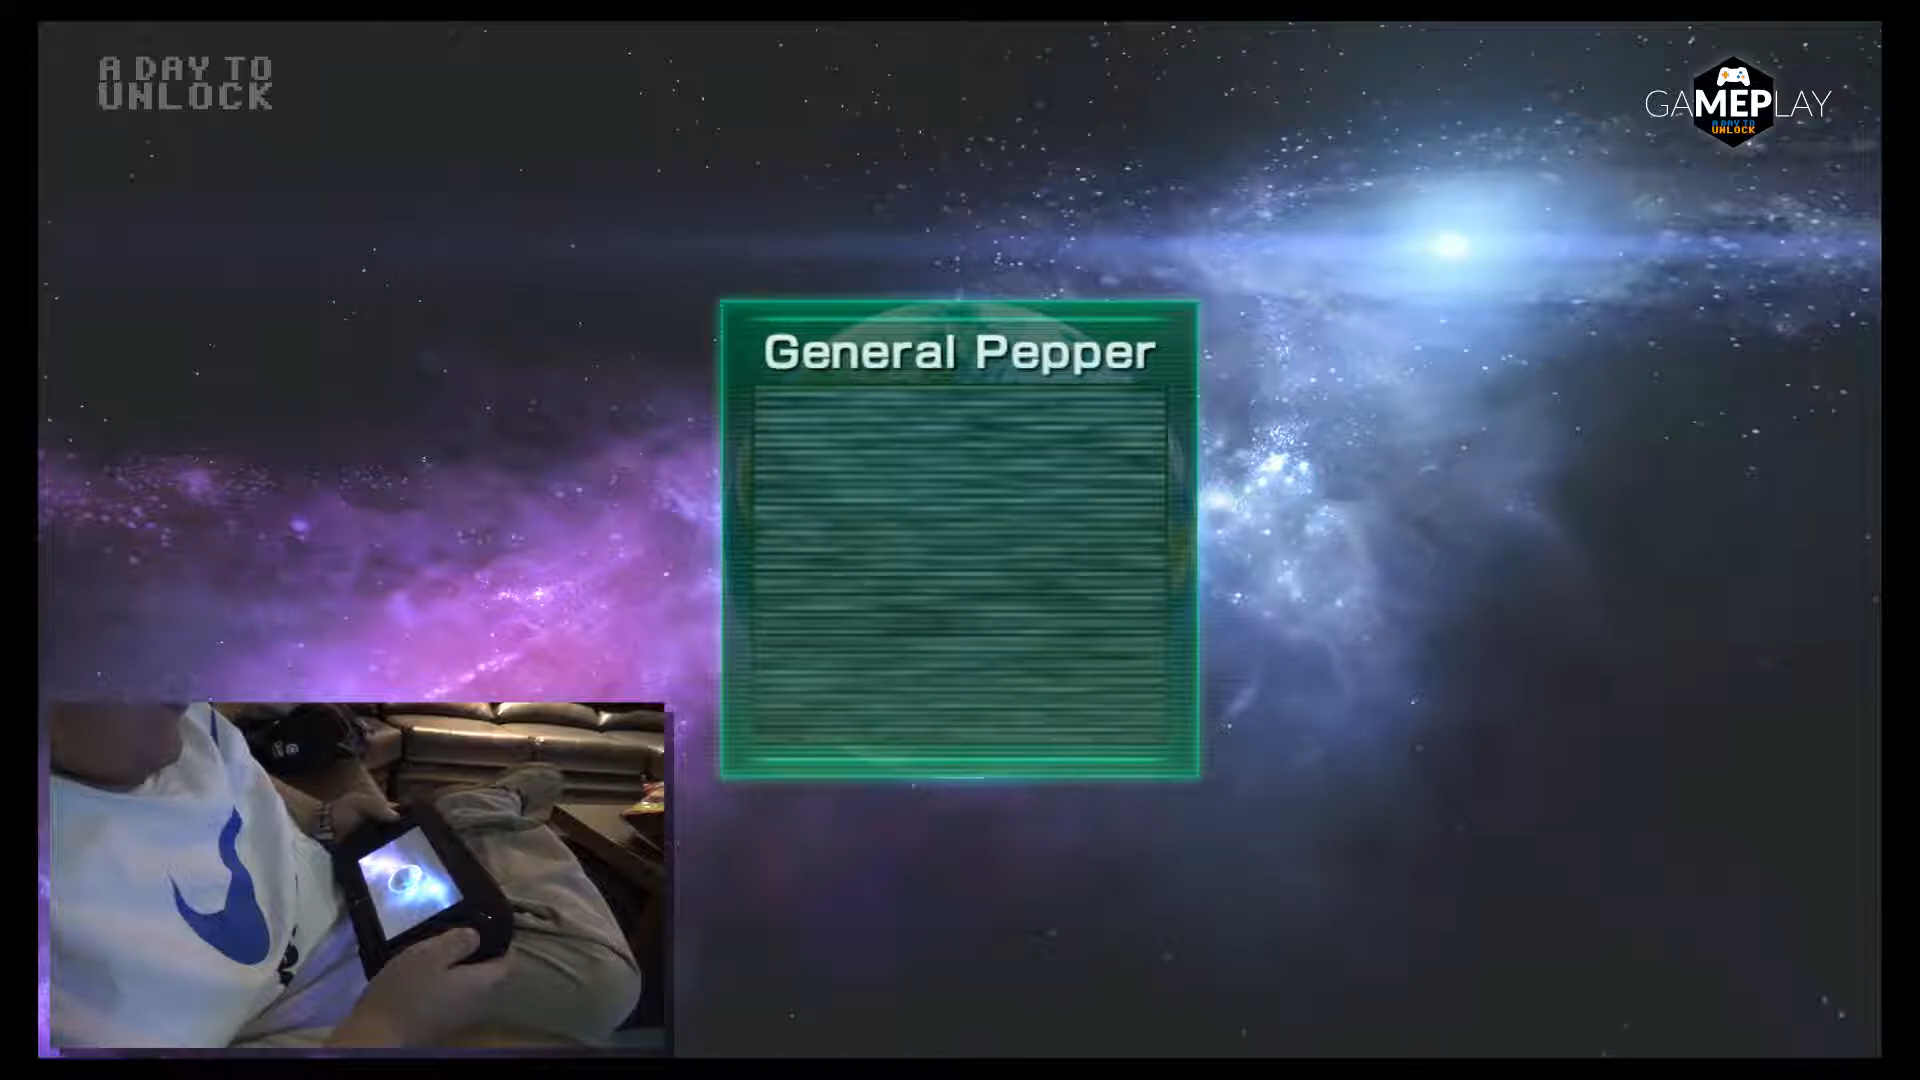 A DAY TO
UNLOCK
GAMEPLAY
A DAY TO
UNLOCK
General Pepper